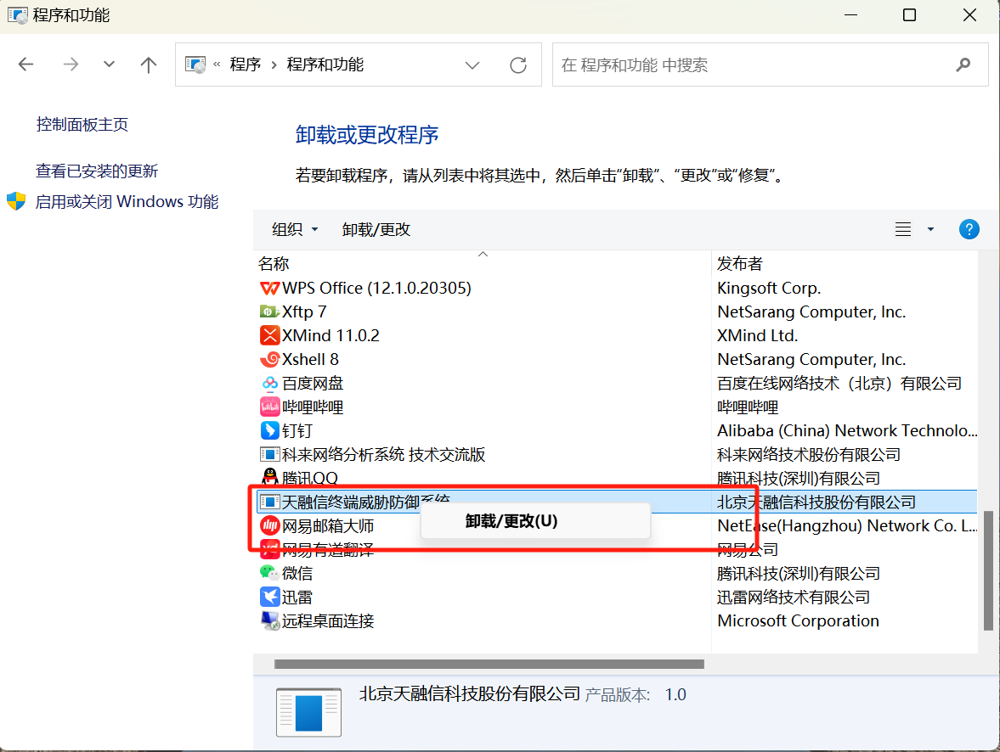 程序和功能
« 程序 › 程序和功能
在 程序和功能 中搜索
控制面板主页
查看已安装的更新
启用或关闭 Windows 功能
卸载或更改程序
若要卸载程序，请从列表中将其选中，然后单击“卸载”、“更改”或“修复”。
组织 卸载/更改
名称 发布者
WPS Office (12.1.0.20305) Kingsoft Corp.
Xftp 7 NetSarang Computer, Inc.
XMind 11.0.2 XMind Ltd.
Xshell 8 NetSarang Computer, Inc.
百度网盘 百度在线网络技术（北京）有限公司
哔哩哔哩 哔哩哔哩
钉钉 Alibaba (China) Network Technolo...
科来网络分析系统 技术交流版 科来网络技术股份有限公司
腾讯QQ 腾讯科技(深圳)有限公司
天融信终端威胁防御系统 北京天融信科技股份有限公司
卸载/更改(U)
网易邮箱大师 NetEase(Hangzhou) Network Co. L...
网易有道翻译 网易公司
微信 腾讯科技(深圳)有限公司
迅雷 迅雷网络技术有限公司
远程桌面连接 Microsoft Corporation
北京天融信科技股份有限公司 产品版本: 1.0